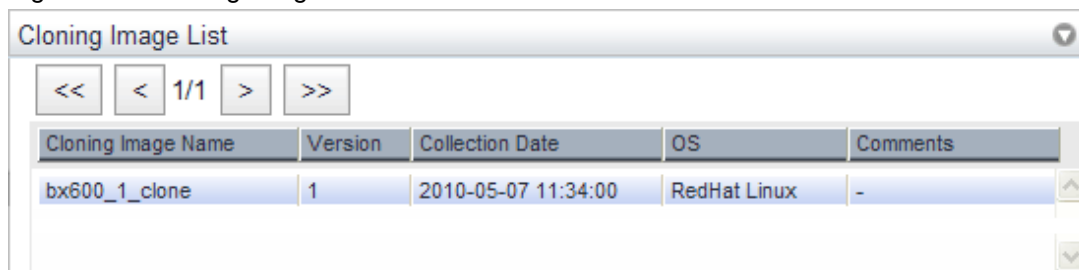 Cloning Image List
<< < 1/1 > >>
Cloning Image Name Version Collection Date OS Comments
bx600_1_clone 1 2010-05-07 11:34:00 RedHat Linux -